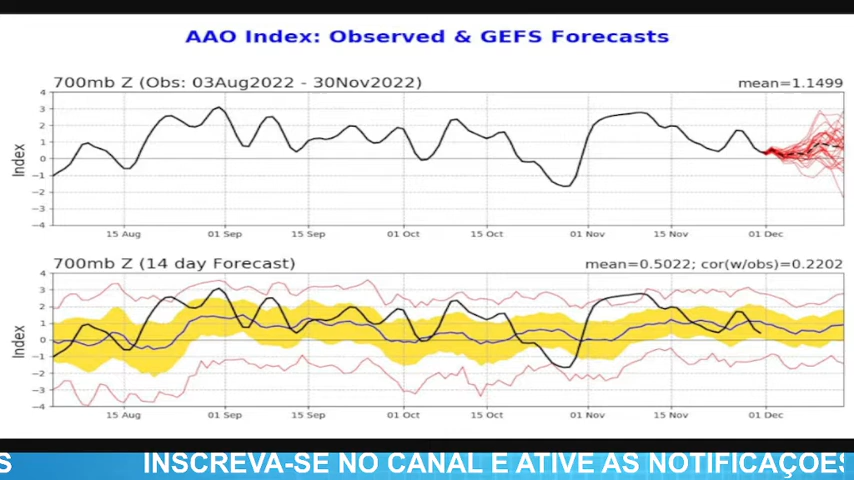 AAO Index: Observed & GEFS Forecasts
700mb Z (Obs: 03Aug2022 - 30Nov2022)
mean=1.1499
Index
4
3
2
1
0
−1
−2
−3
−4
15 Aug
01 Sep
15 Sep
01 Oct
15 Oct
01 Nov
15 Nov
01 Dec
700mb Z (14 day Forecast)
mean=0.5022; cor(w/obs)=0.2202
Index
4
3
2
1
0
−1
−2
−3
−4
15 Aug
01 Sep
15 Sep
01 Oct
15 Oct
01 Nov
15 Nov
01 Dec
S INSCREVA-SE NO CANAL E ATIVE AS NOTIFICAÇÕES